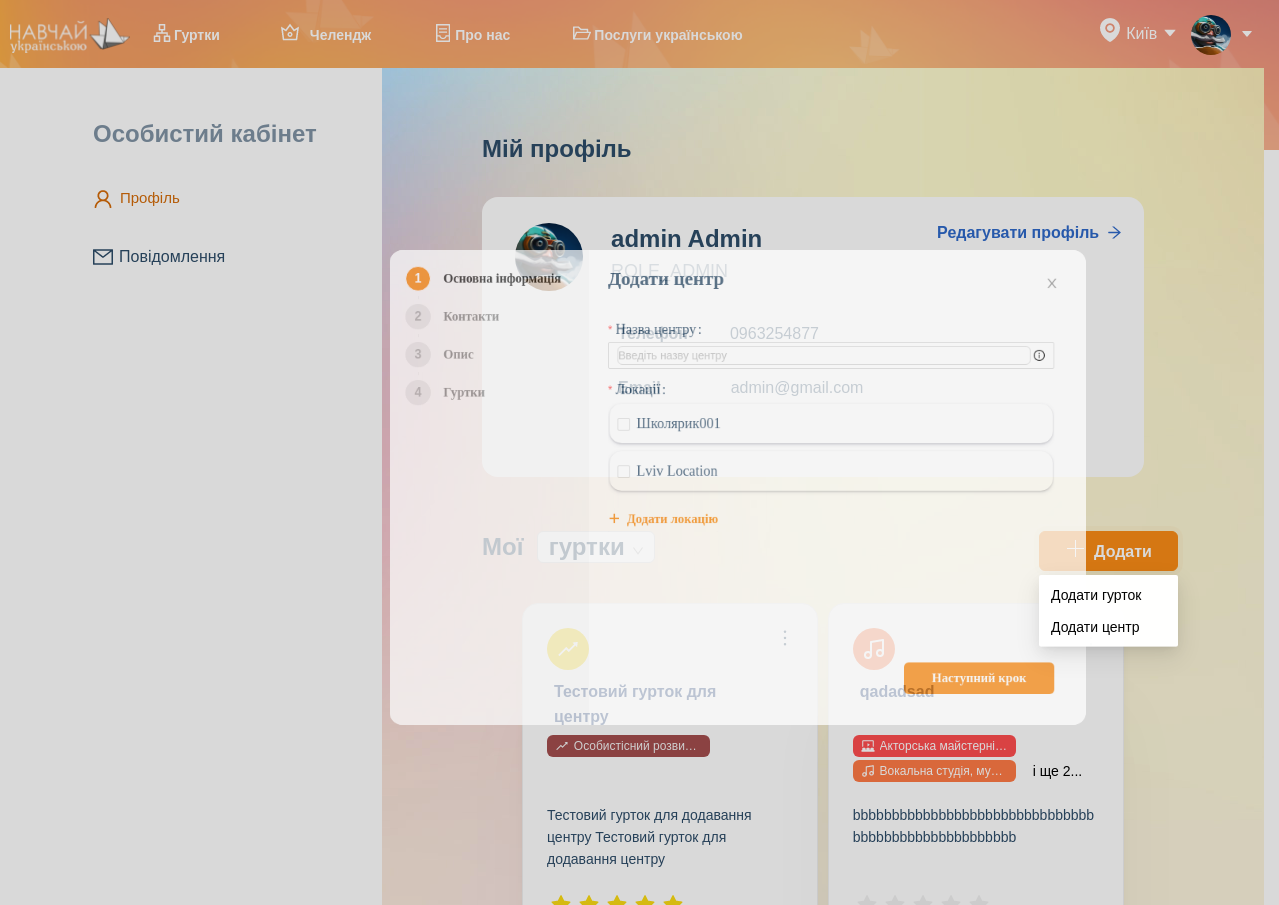 НАВЧАЙ
українською
Гуртки
Челендж
Про нас
Послуги українською
Київ
Особистий кабінет
Профіль
Повідомлення
Мій профіль
admin Admin
ROLE_ADMIN
Редагувати профіль
Телефон
0963254877
Email
admin@gmail.com
1 Основна інформація
2 Контакти
3 Опис
4 Гуртки
Додати центр
* Назва центру:
Введіть назву центру
* Локації:
Школярик001
Lviv Location
+ Додати локацію
Наступний крок
Мої гуртки
Додати
Додати гурток
Додати центр
Тестовий гурток для
центру
Особистісний розви...
Тестовий гурток для додавання
центру Тестовий гурток для
додавання центру
qadadsad
Акторська майстерні...
Вокальна студія, му...
і ще 2...
bbbbbbbbbbbbbbbbbbbbbbbbbbbbbbb
bbbbbbbbbbbbbbbbbbbbb